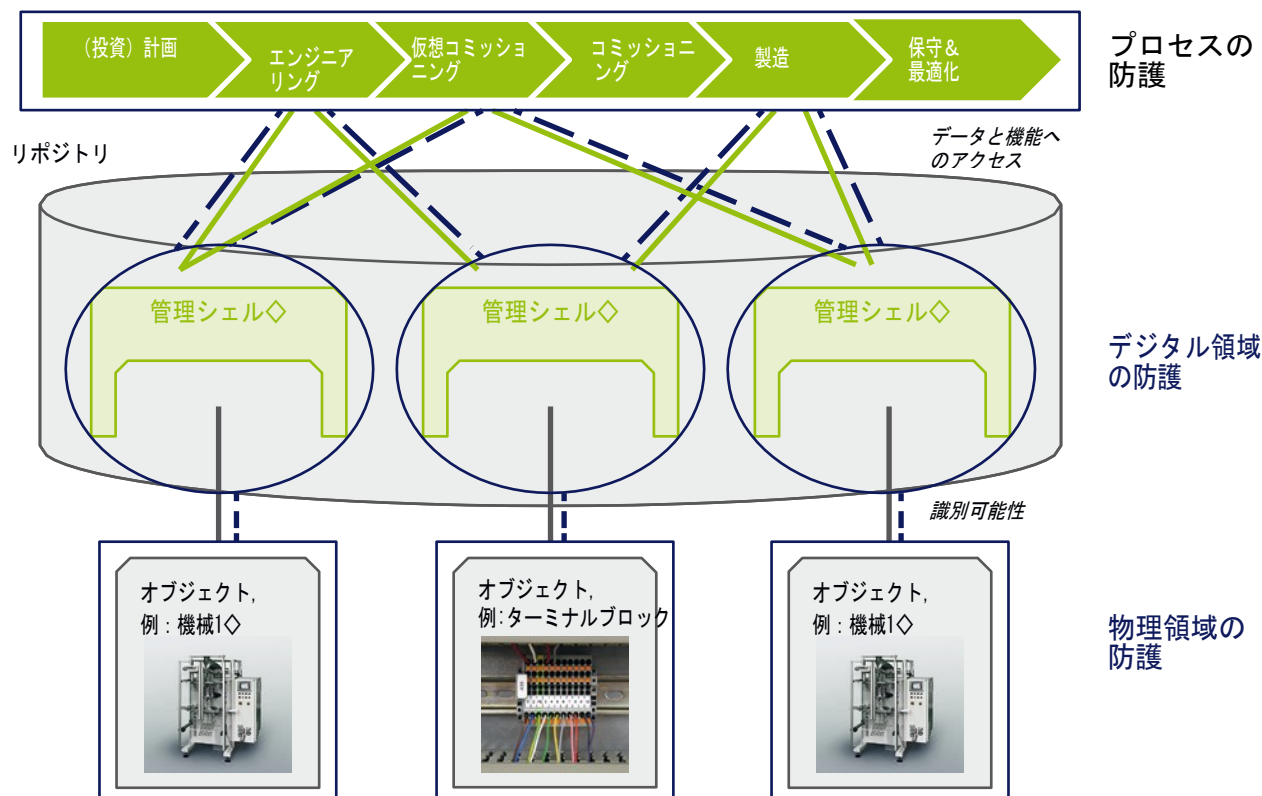 (投資) 計画
エンジニア
リング
仮想コミッショ
ニング
コミッショニ
ング
製造
保守＆
最適化
プロセスの
防護
リポジトリ
データと機能へ
のアクセス
管理シェル◇
管理シェル◇
管理シェル◇
デジタル領域
の防護
識別可能性
オブジェクト,
例：機械1◇
オブジェクト,
例:ターミナルブロック
オブジェクト,
例：機械1◇
物理領域の
防護